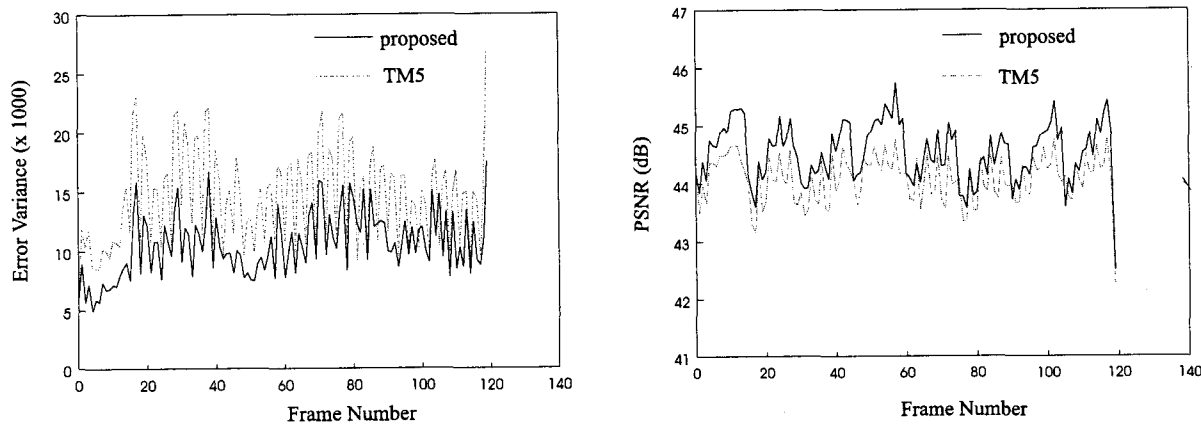 30
25
20
15
10
5
0
Error Variance (x 1000)
proposed
TM5
0 20 40 60 80 100 120 140
Frame Number
47
46
45
44
43
42
41
PSNR (dB)
proposed
TM5
0 20 40 60 80 100 120 140
Frame Number